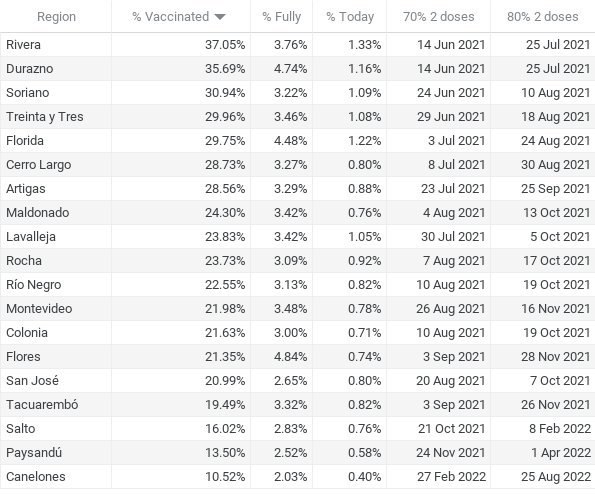 Region % Vaccinated % Fully % Today 70% 2 doses 80% 2 doses
Rivera 37.05% 3.76% 1.33% 14 Jun 2021 25 Jul 2021
Durazno 35.69% 4.74% 1.16% 14 Jun 2021 25 Jul 2021
Soriano 30.94% 3.22% 1.09% 24 Jun 2021 10 Aug 2021
Treinta y Tres 29.96% 3.46% 1.08% 29 Jun 2021 18 Aug 2021
Florida 29.75% 4.48% 1.22% 3 Jul 2021 24 Aug 2021
Cerro Largo 28.73% 3.27% 0.80% 8 Jul 2021 30 Aug 2021
Artigas 28.56% 3.29% 0.88% 23 Jul 2021 25 Sep 2021
Maldonado 24.30% 3.42% 0.76% 4 Aug 2021 13 Oct 2021
Lavalleja 23.83% 3.42% 1.05% 30 Jul 2021 5 Oct 2021
Rocha 23.73% 3.09% 0.92% 7 Aug 2021 17 Oct 2021
Río Negro 22.55% 3.13% 0.82% 10 Aug 2021 19 Oct 2021
Montevideo 21.98% 3.48% 0.78% 26 Aug 2021 16 Nov 2021
Colonia 21.63% 3.00% 0.71% 10 Aug 2021 19 Oct 2021
Flores 21.35% 4.84% 0.74% 3 Sep 2021 28 Nov 2021
San José 20.99% 2.65% 0.80% 20 Aug 2021 7 Oct 2021
Tacuarembó 19.49% 3.32% 0.82% 3 Sep 2021 26 Nov 2021
Salto 16.02% 2.83% 0.76% 21 Oct 2021 8 Feb 2022
Paysandú 13.50% 2.52% 0.58% 24 Nov 2021 1 Apr 2022
Canelones 10.52% 2.03% 0.40% 27 Feb 2022 25 Aug 2022